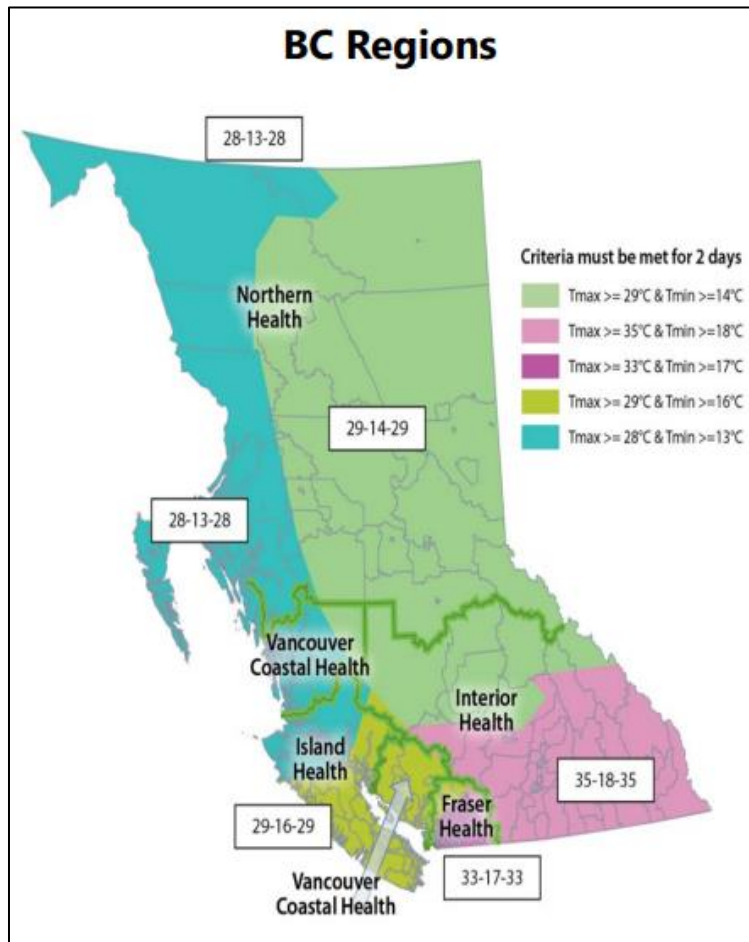 BC Regions
28-13-28
Criteria must be met for 2 days
Tmax >= 29°C & Tmin >=14°C
Tmax >= 35°C & Tmin >=18°C
Tmax >= 33°C & Tmin >=17°C
Tmax >= 29°C & Tmin >=16°C
Tmax >= 28°C & Tmin >=13°C
Northern
Health
29-14-29
28-13-28
Vancouver
Coastal Health
Interior
Health
Island
Health
35-18-35
Fraser
Health
29-16-29
33-17-33
Vancouver
Coastal Health